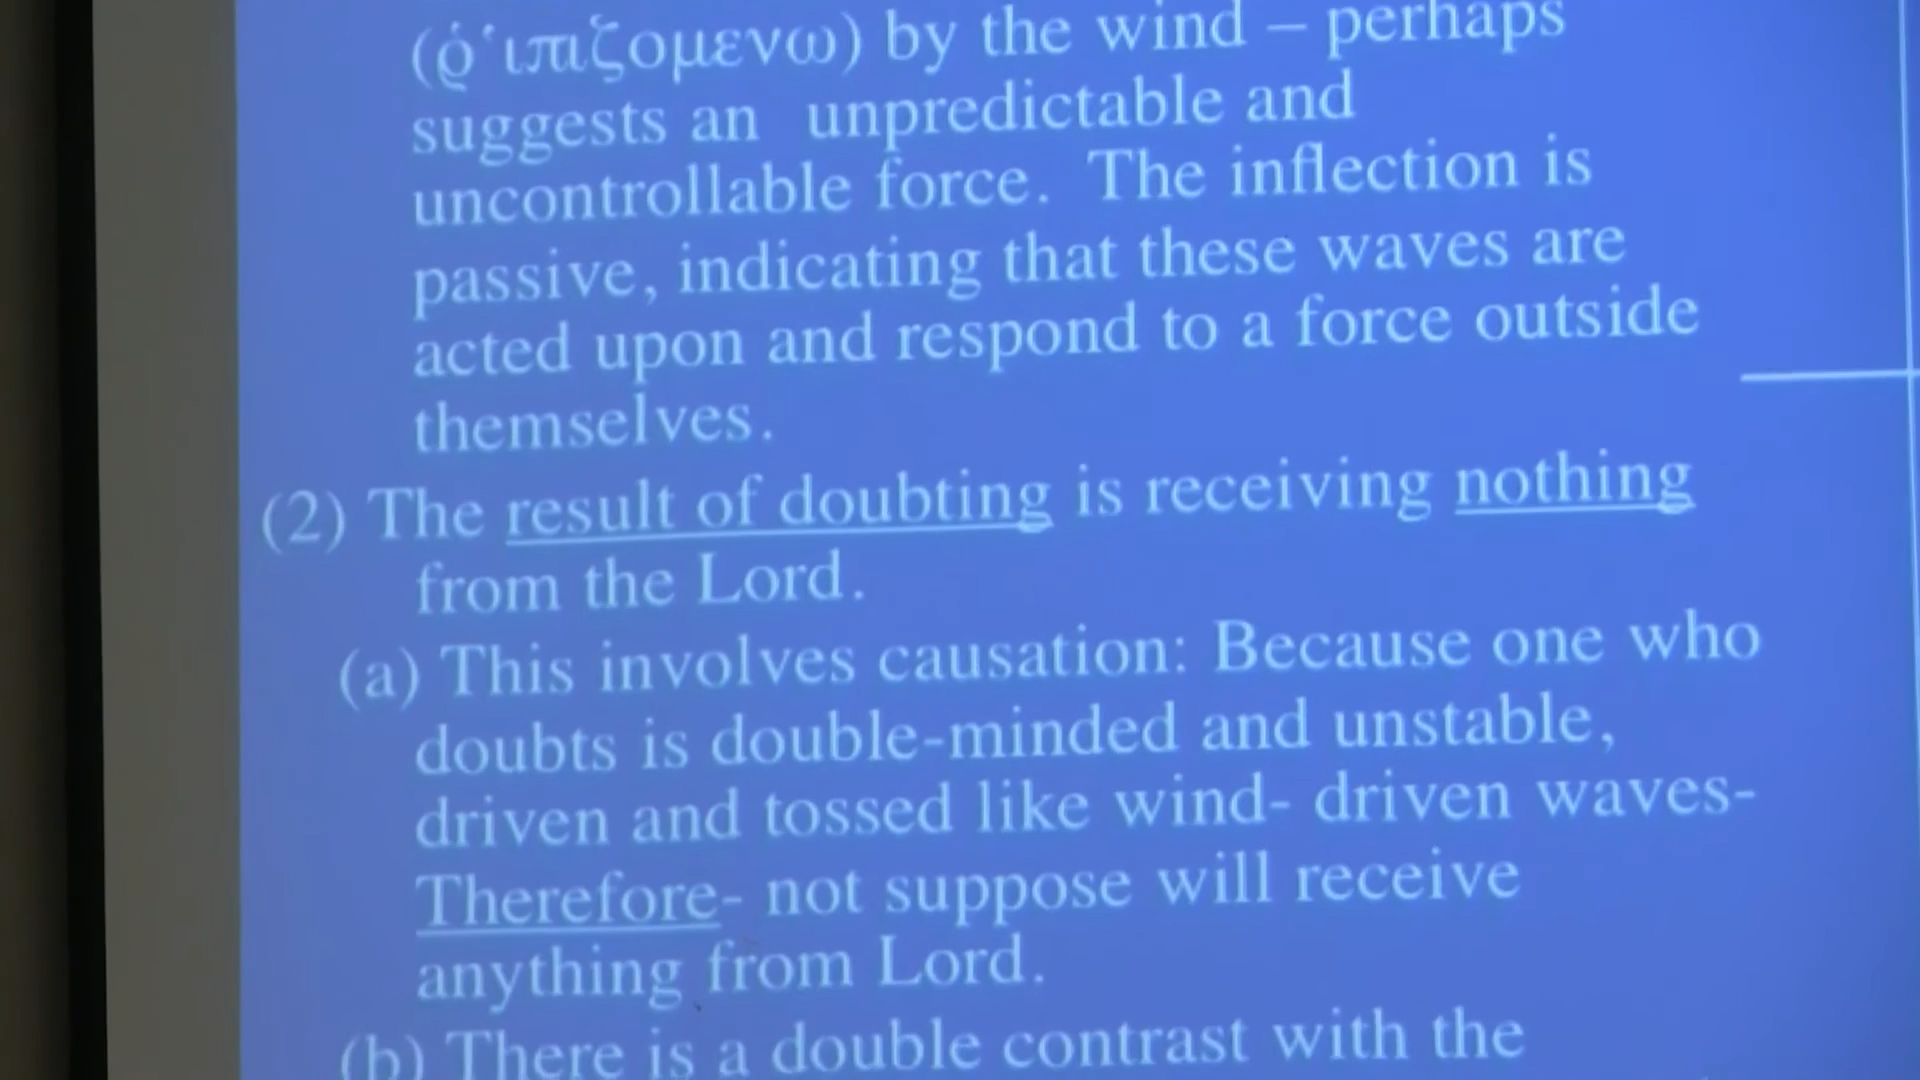 (ῥ‘ιπιζομενω) by the wind – perhaps
suggests an unpredictable and
uncontrollable force. The inflection is
passive, indicating that these waves are
acted upon and respond to a force outside
themselves.
(2) The result of doubting is receiving nothing
from the Lord.
(a) This involves causation: Because one who
doubts is double-minded and unstable,
driven and tossed like wind- driven waves-
Therefore- not suppose will receive
anything from Lord.
(b) There is a double contrast with the